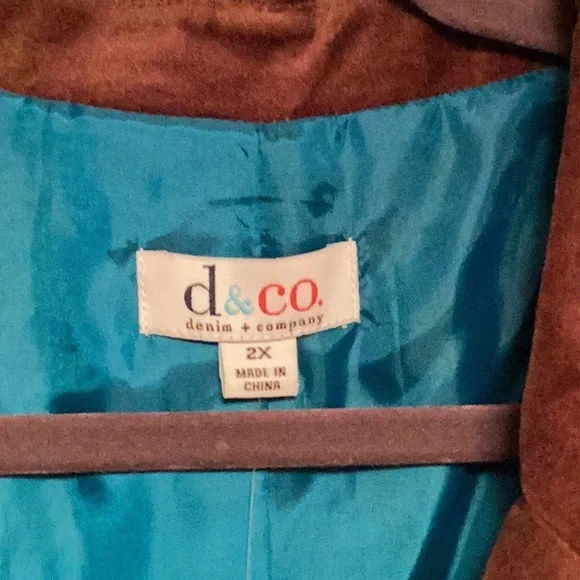 d&co.
denim + company
2X
MADE IN
CHINA